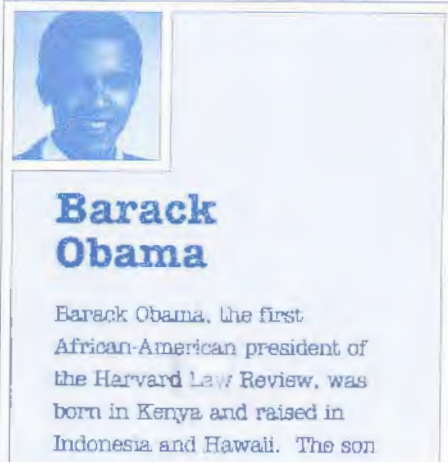 Barack
Obama
Barack Obama, the first
African-American president of
the Harvard Law Review, was
born in Kenya and raised in
Indonesia and Hawaii. The son